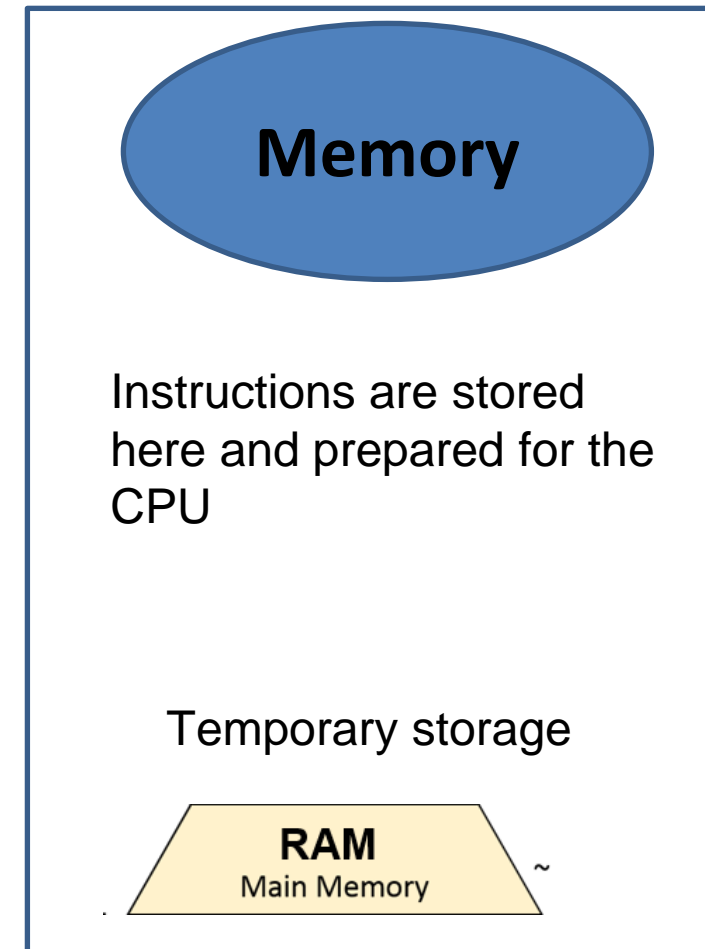 Memory
Instructions are stored
here and prepared for the
CPU
Temporary storage
RAM
Main Memory
~
.